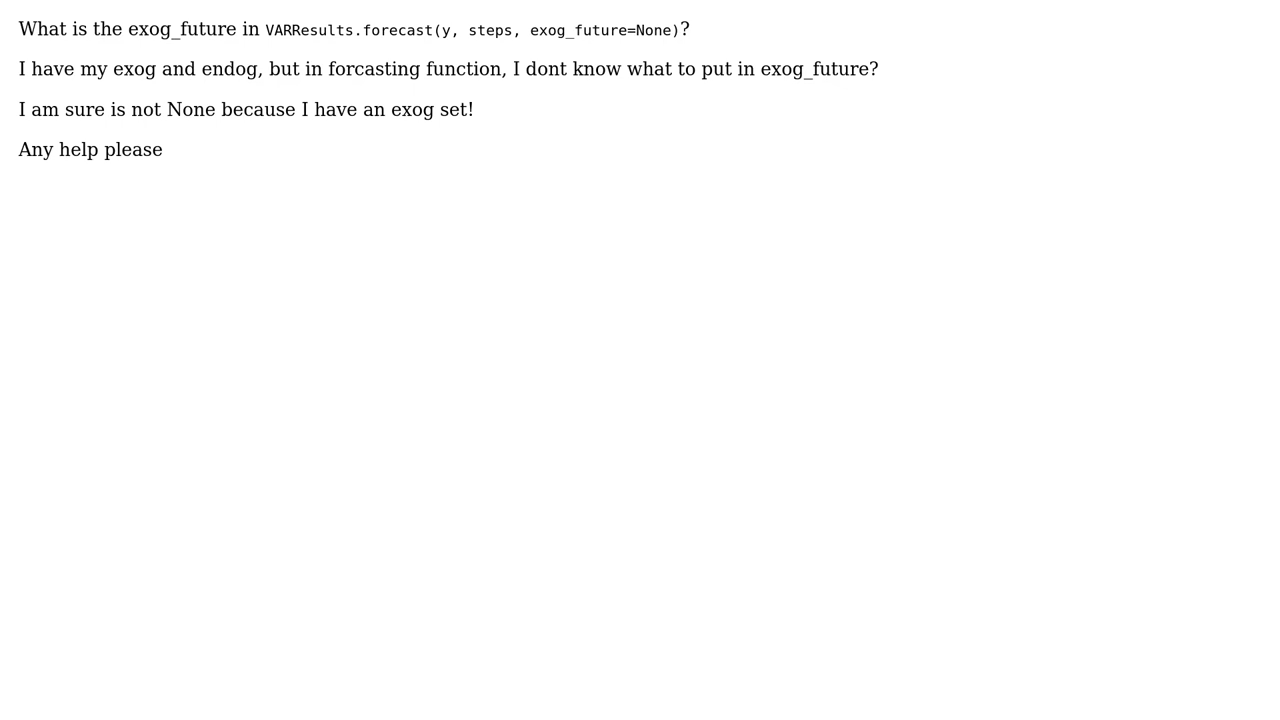 What is the exog_future in VARResults.forecast(y, steps, exog_future=None)?
I have my exog and endog, but in forcasting function, I dont know what to put in exog_future?
I am sure is not None because I have an exog set!
Any help please